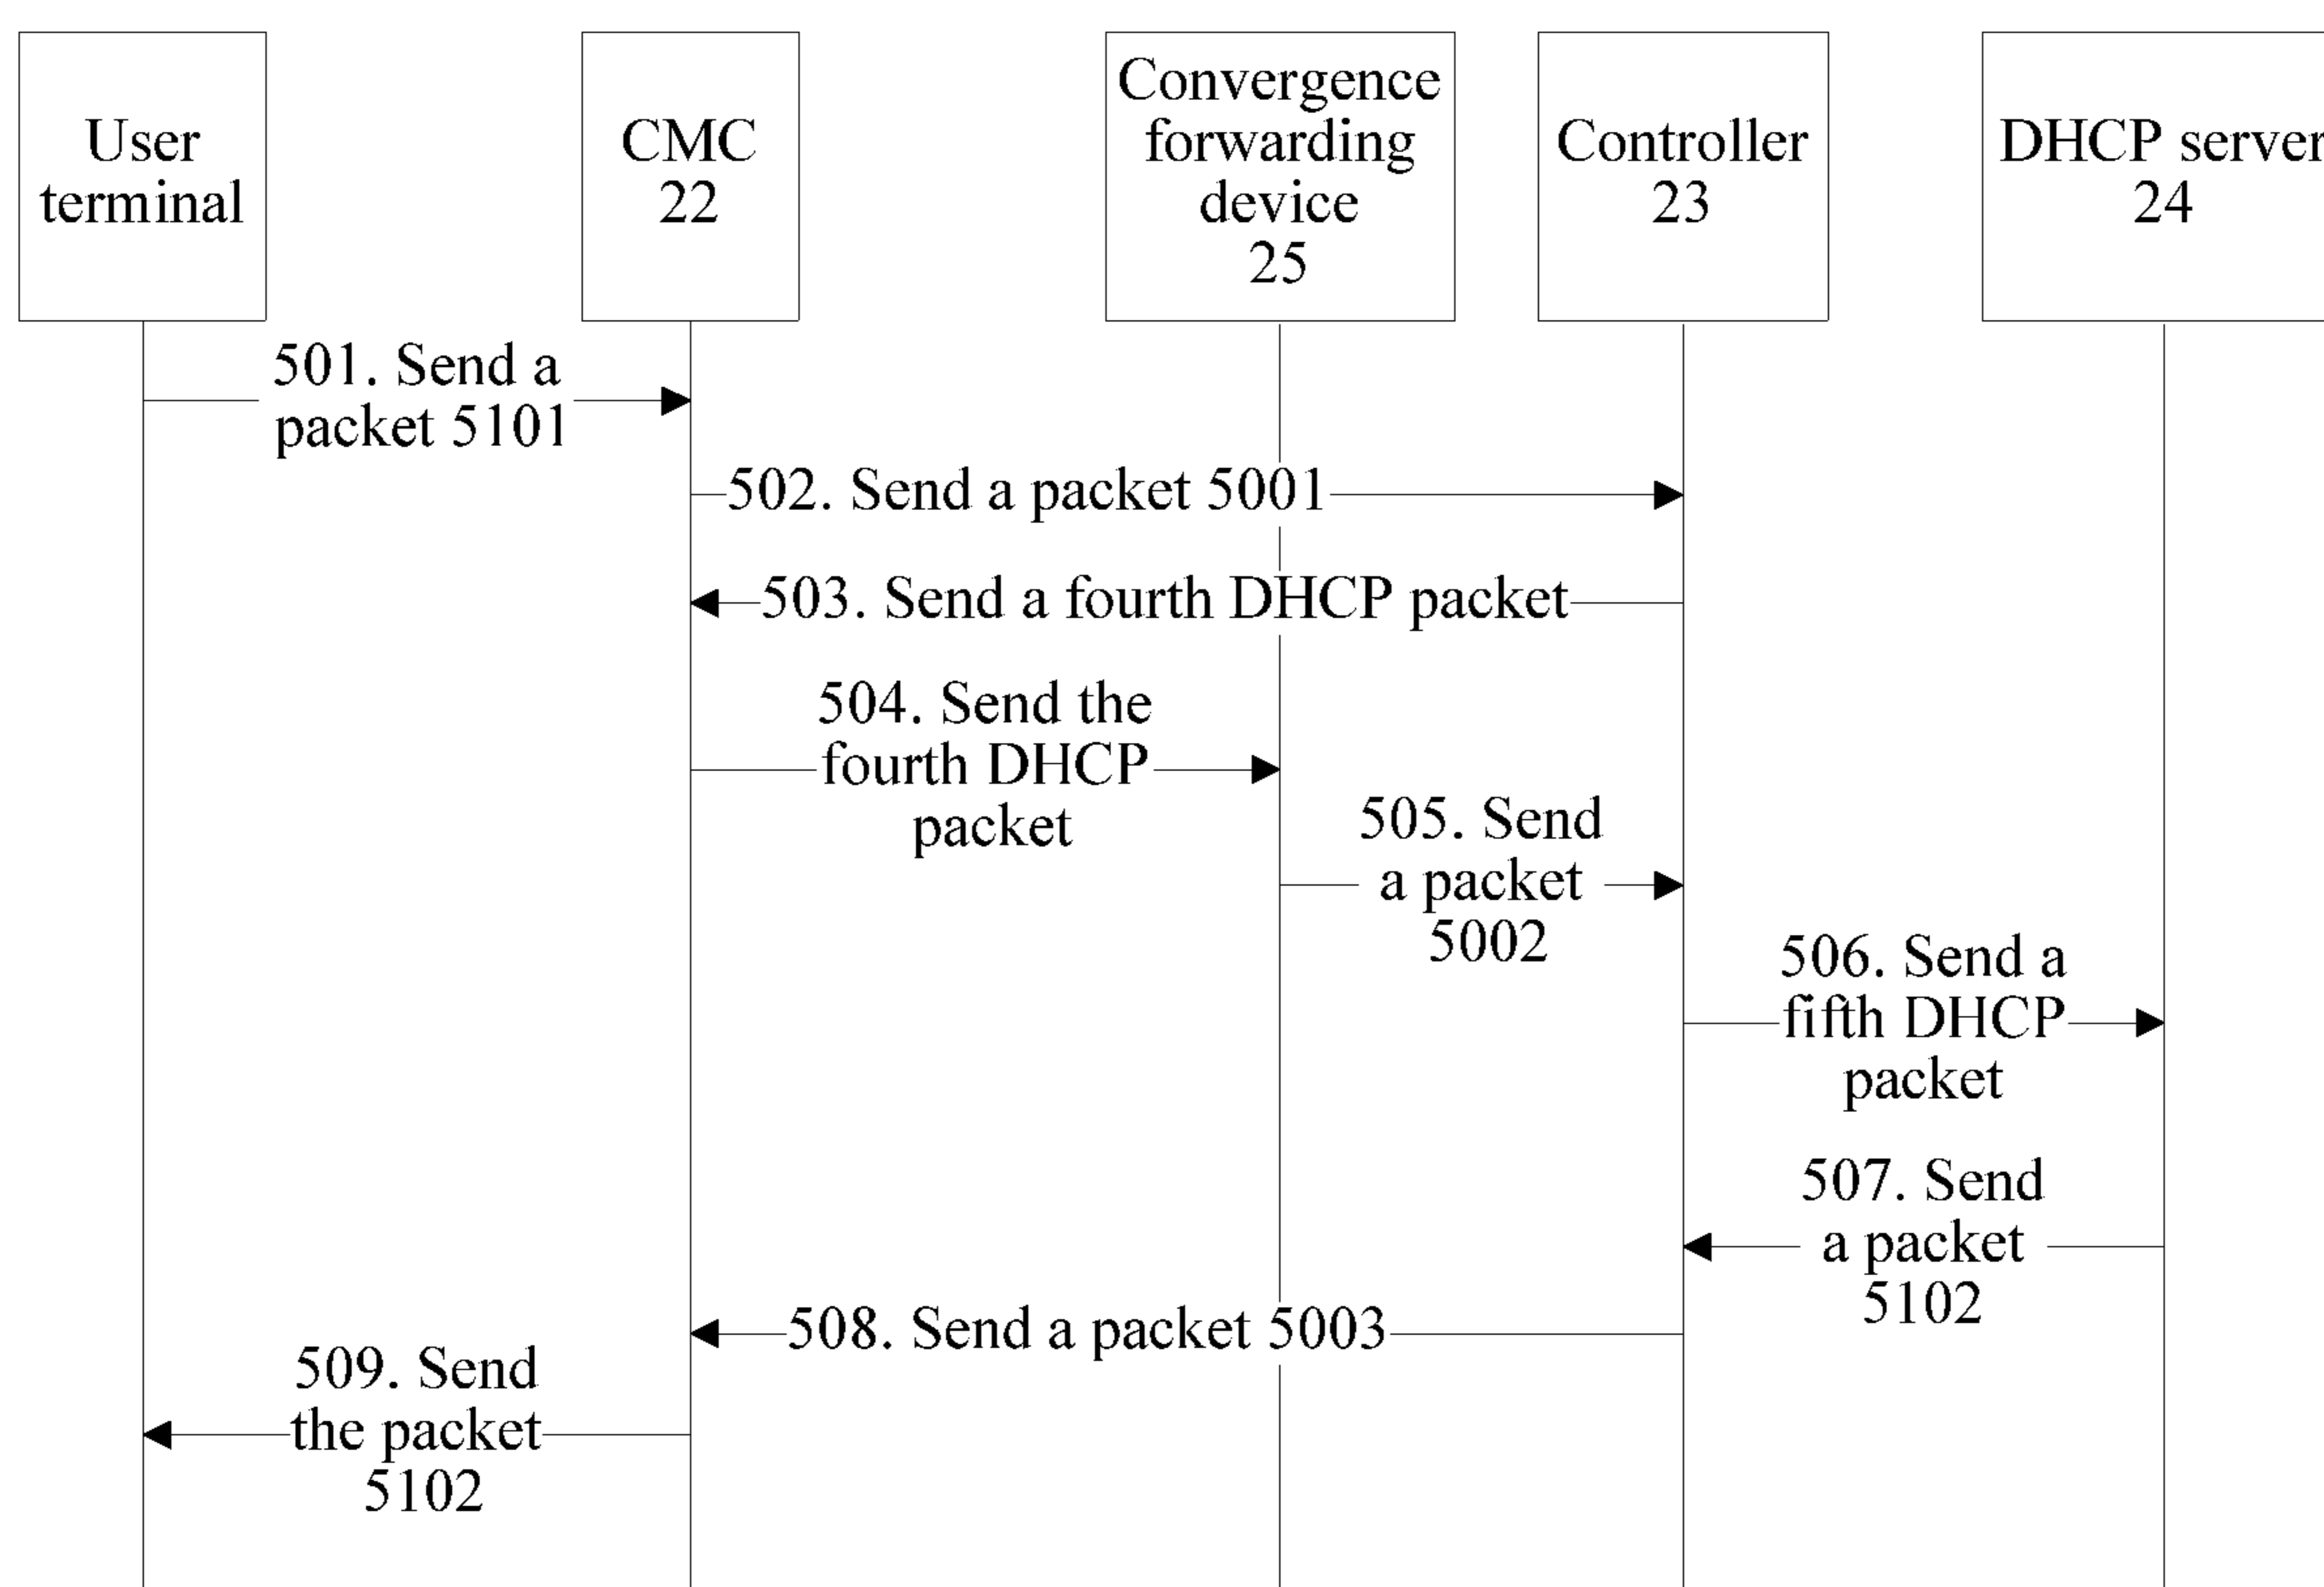 User
terminal
CMC
22
Convergence
forwarding
device
25
Controller
23
DHCP server
24
501. Send a
packet 5101
502. Send a packet 5001
503. Send a fourth DHCP packet
504. Send the
fourth DHCP
packet
505. Send
a packet
5002
506. Send a
fifth DHCP
packet
507. Send
a packet
5102
508. Send a packet 5003
509. Send
the packet
5102